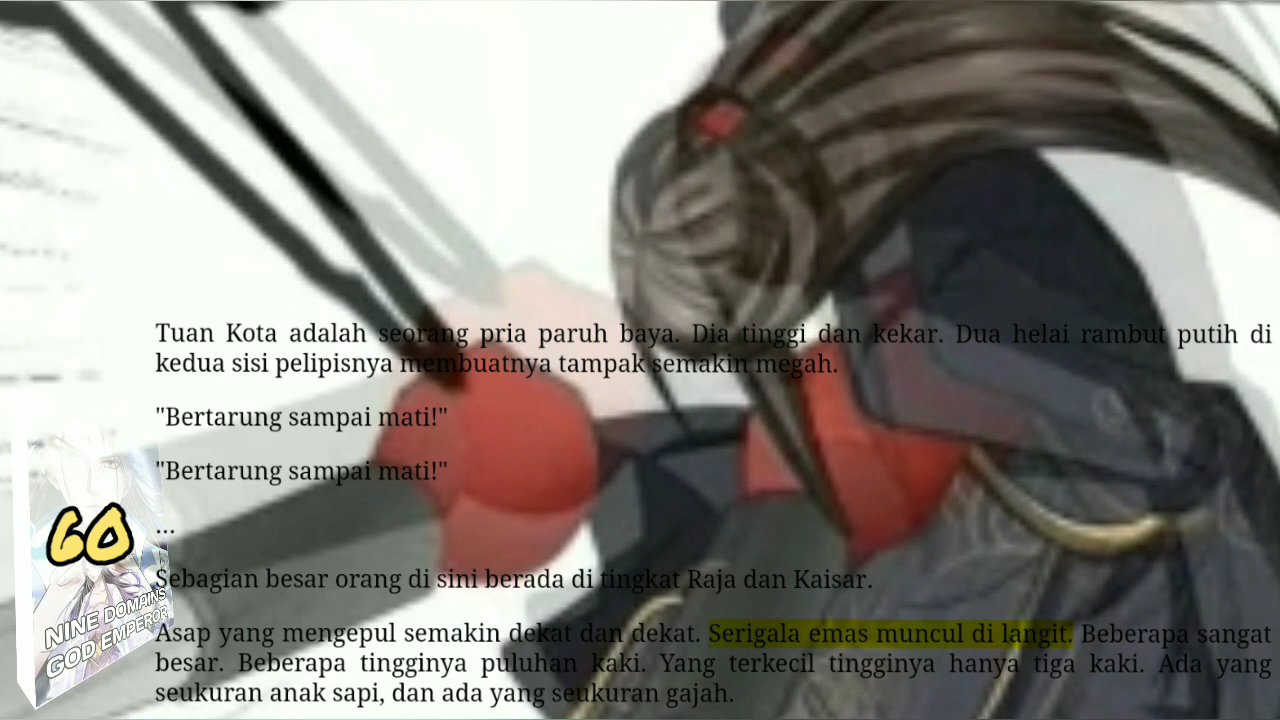 Tuan Kota adalah seorang pria paruh baya. Dia tinggi dan kekar. Dua helai rambut putih di
kedua sisi pelipisnya membuatnya tampak semakin megah.
"Bertarung sampai mati!"
"Bertarung sampai mati!"
...
Sebagian besar orang di sini berada di tingkat Raja dan Kaisar.
Asap yang mengepul semakin dekat dan dekat. Serigala emas muncul di langit. Beberapa sangat
besar. Beberapa tingginya puluhan kaki. Yang terkecil tingginya hanya tiga kaki. Ada yang
seukuran anak sapi, dan ada yang seukuran gajah.
60
NINE DOMAINS
GOD EMPEROR